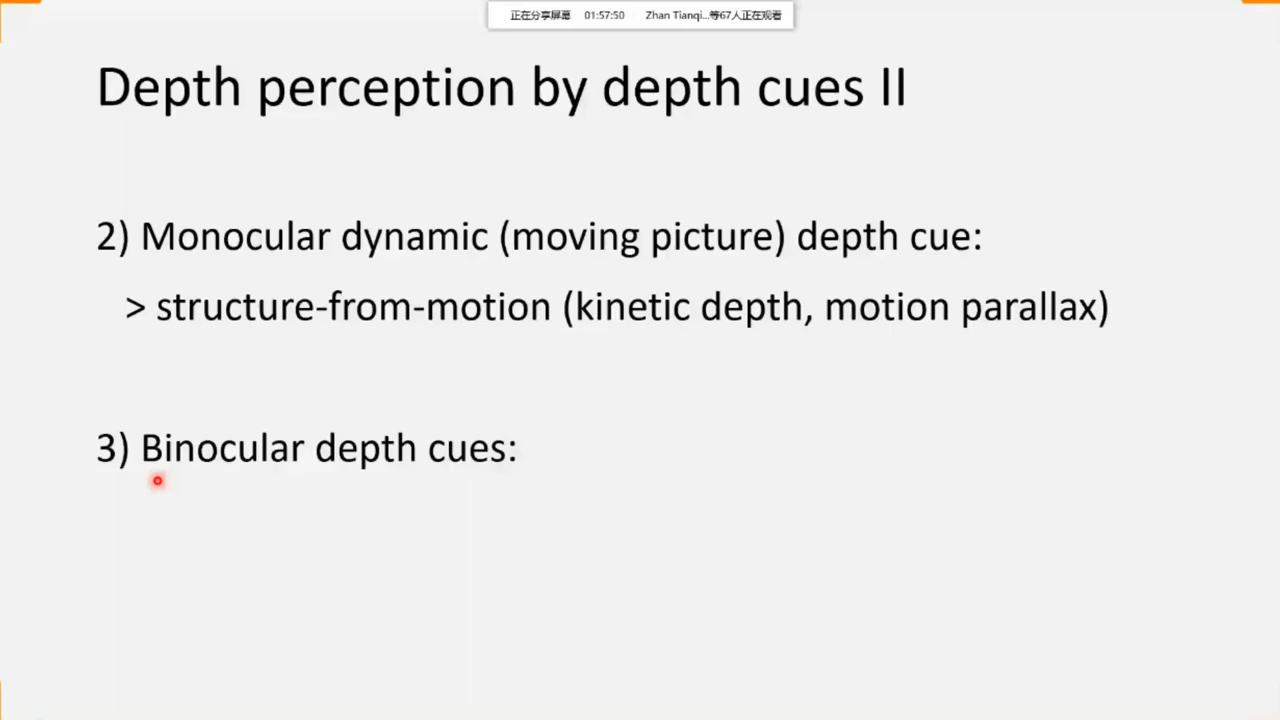 正在分享屏幕 01:57:50 Zhan Tianqi...等67人正在观看
Depth perception by depth cues II
2) Monocular dynamic (moving picture) depth cue:
> structure-from-motion (kinetic depth, motion parallax)
3) Binocular depth cues: